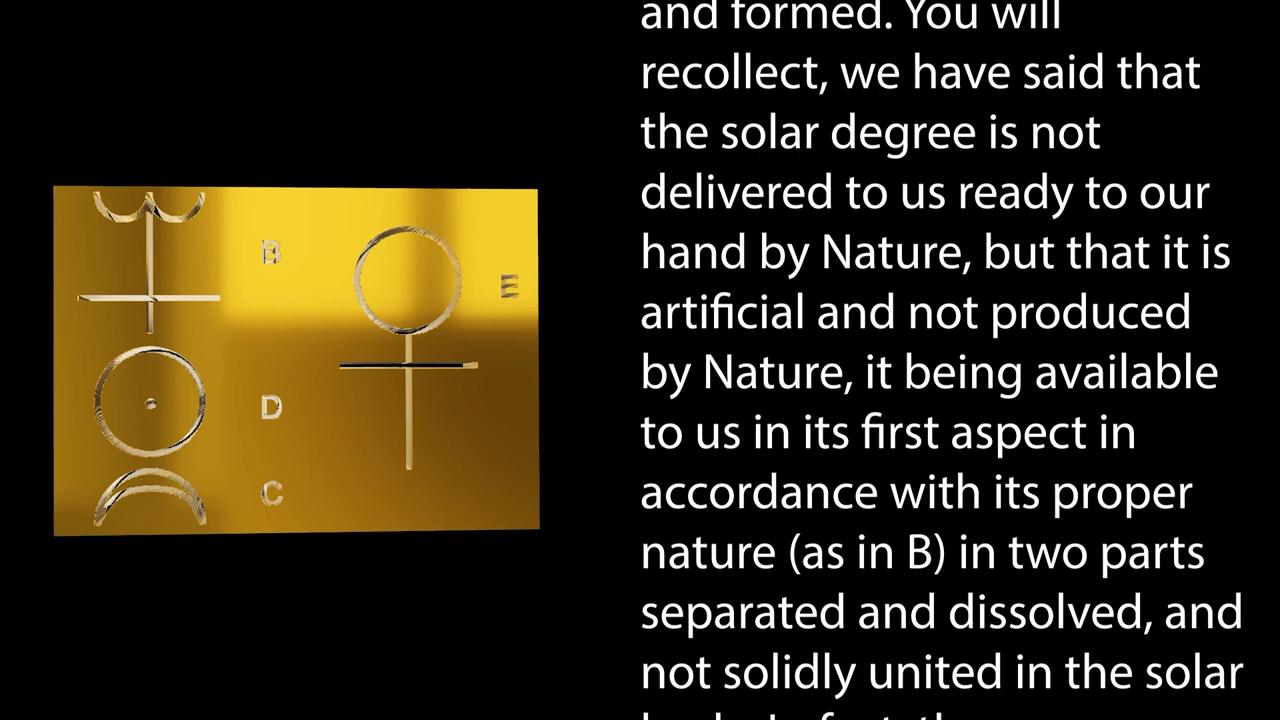 B
E
D
C
and formed. You will
recollect, we have said that
the solar degree is not
delivered to us ready to our
hand by Nature, but that it is
artificial and not produced
by Nature, it being available
to us in its first aspect in
accordance with its proper
nature (as in B) in two parts
separated and dissolved, and
not solidly united in the solar